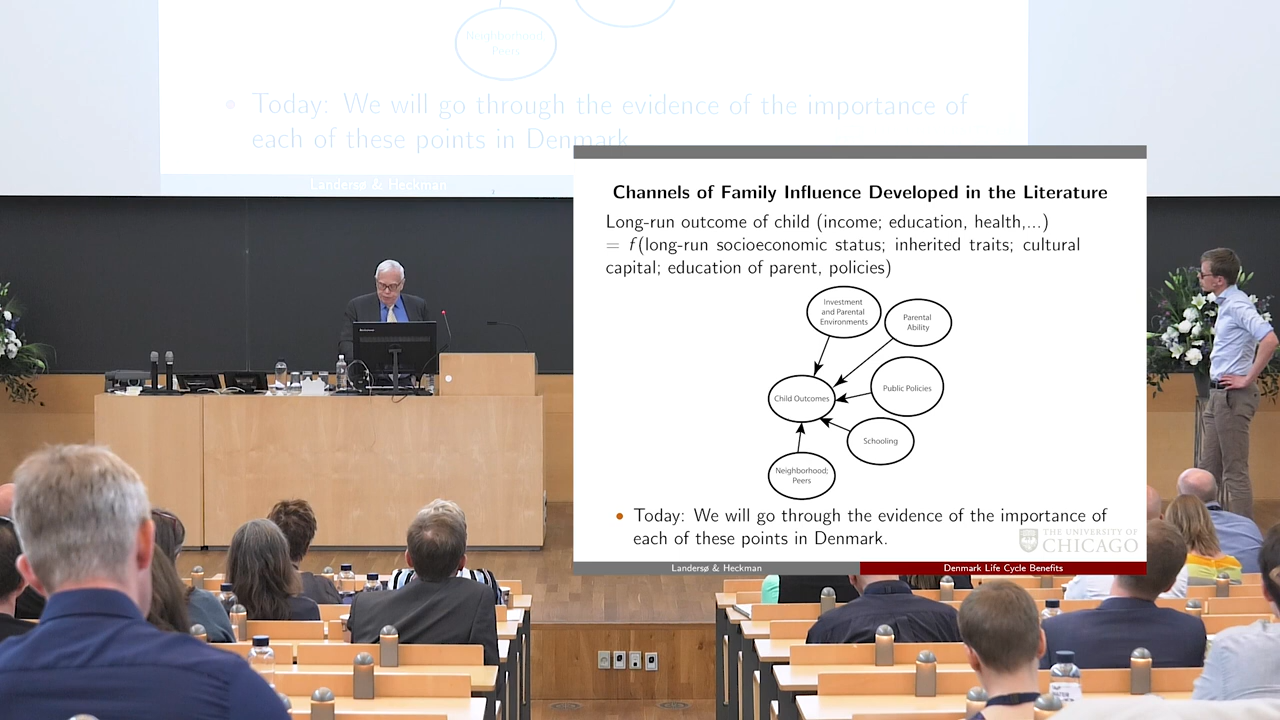 Neighborhood;
Peers
Today: We will go through the evidence of the importance of
each of these points in Denmark
Landersø & Heckman
Channels of Family Influence Developed in the Literature
Long-run outcome of child (income; education, health,...)
= f(long-run socioeconomic status; inherited traits; cultural
capital; education of parent, policies)
Investment
and Parental
Environments
Parental
Ability
Public Policies
Child Outcomes
Schooling
Neighborhood;
Peers
• Today: We will go through the evidence of the importance of
each of these points in Denmark.
THE UNIVERSITY OF
CHICAGO
Landersø & Heckman
Denmark Life Cycle Benefits